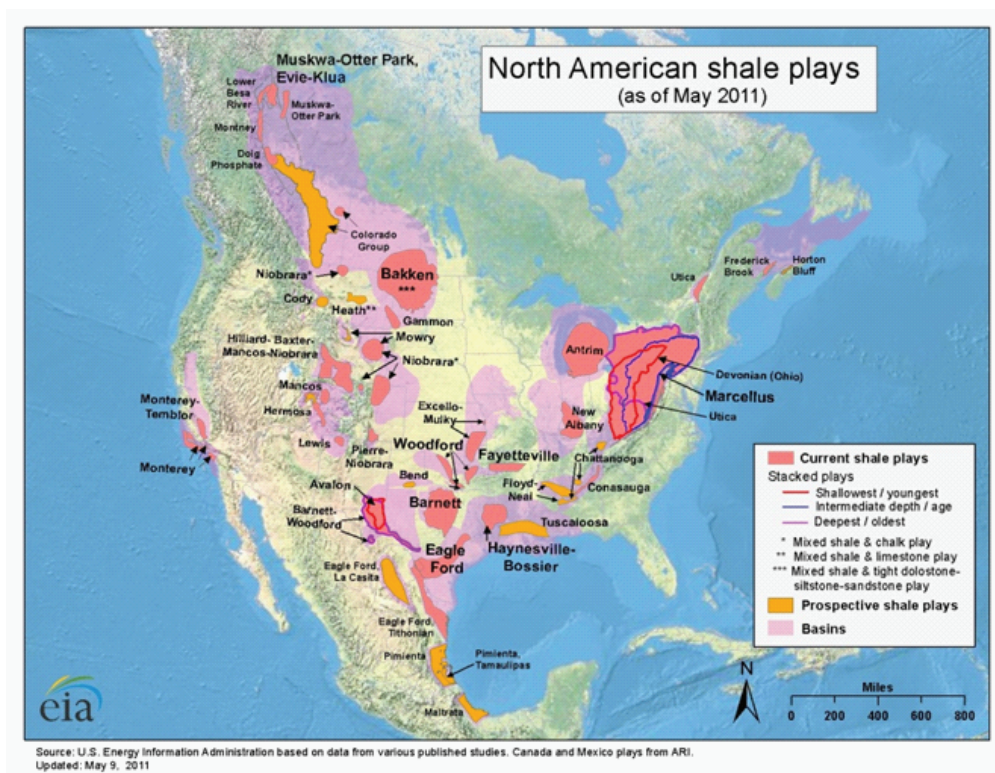 North American shale plays
(as of May 2011)
Muskwa-Otter Park,
Evie-Klua
Lower
Besa
River
Muskwa-
Otter Park
Montney
Doig
Phosphate
Colorado
Group
Niobrara*
Bakken
***
Cody
Heath**
Gammon
Mowry
Hilliard- Baxter-
Mancos-Niobrara
Niobrara*
Mancos
Hermosa
Monterey-
Temblor
Monterey
Lewis
Pierre-
Niobrara
Excello-
Mulky
Woodford
Fayetteville
Bend
Avalon
Barnett-
Woodford
Barnett
Eagle
Ford
Eagle Ford,
La Casita
Eagle Ford,
Tithonian
Pimienta
Pimienta,
Tamaulipas
Maltrata
Haynesville-
Bossier
Tuscaloosa
Floyd-
Neal
Conasauga
Chattanooga
New
Albany
Antrim
Devonian (Ohio)
Marcellus
Utica
Utica
Frederick
Brook
Horton
Bluff
Current shale plays
Stacked plays
Shallowest / youngest
Intermediate depth / age
Deepest / oldest
* Mixed shale & chalk play
** Mixed shale & limestone play
*** Mixed shale & tight dolostone-
siltstone-sandstone play
Prospective shale plays
Basins
N
Miles
0 200 400 600 800
eia
Source: U.S. Energy Information Administration based on data from various published studies. Canada and Mexico plays from ARI.
Updated: May 9, 2011